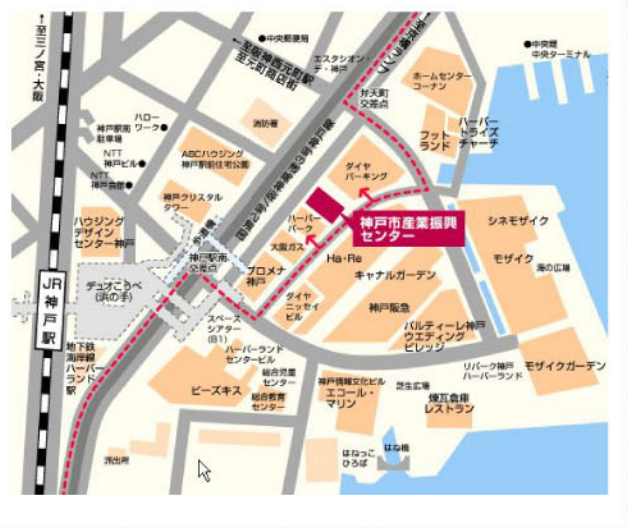 ←至三ノ宮・大阪
●中央郵便局
←至阪神西元町駅
至元町商店街
エスタシオン・
デ・神戸
弁天町
交差点
ホームセンター
コーナン
●中突堤
中央ターミナル
ハロー
ワーク●
神戸駅南
駐車場
NTT
神戸ビル●
NTT
神戸会館●
消防署
ABCハウジング
神戸駅前住宅公園
ダイヤ
パーキング
フット
ランド
ハーバー
トライズ
チャーチ
神戸クリスタル
タワー
ハウジング
デザイン
センター神戸
ハーバー
パーク
神戸市産業振興
センター
シネモザイク
モザイク
海の広場
大阪ガス
神戸駅南
交差点
プロメナ
神戸
Ha・Re
キャナルガーデン
デュオこうべ
(浜の手)
JR
神
戸
駅
ダイヤ
ニッセイ
ビル
神戸阪急
スペース
シアター
(B1)
パルティーレ神戸
ウエディング
ビレッジ
地下鉄
海岸線
ハーバー
ランド
駅
ハーバーランド
センタービル
総合児童
センター
総合教育
センター
ビーズキス
神戸情報文化ビル
エコール・
マリン
芝生広場
リパーク神戸
ハーバーランド
モザイクガーデン
煉瓦倉庫
レストラン
はねっこ
ひろば
はね橋
派出所